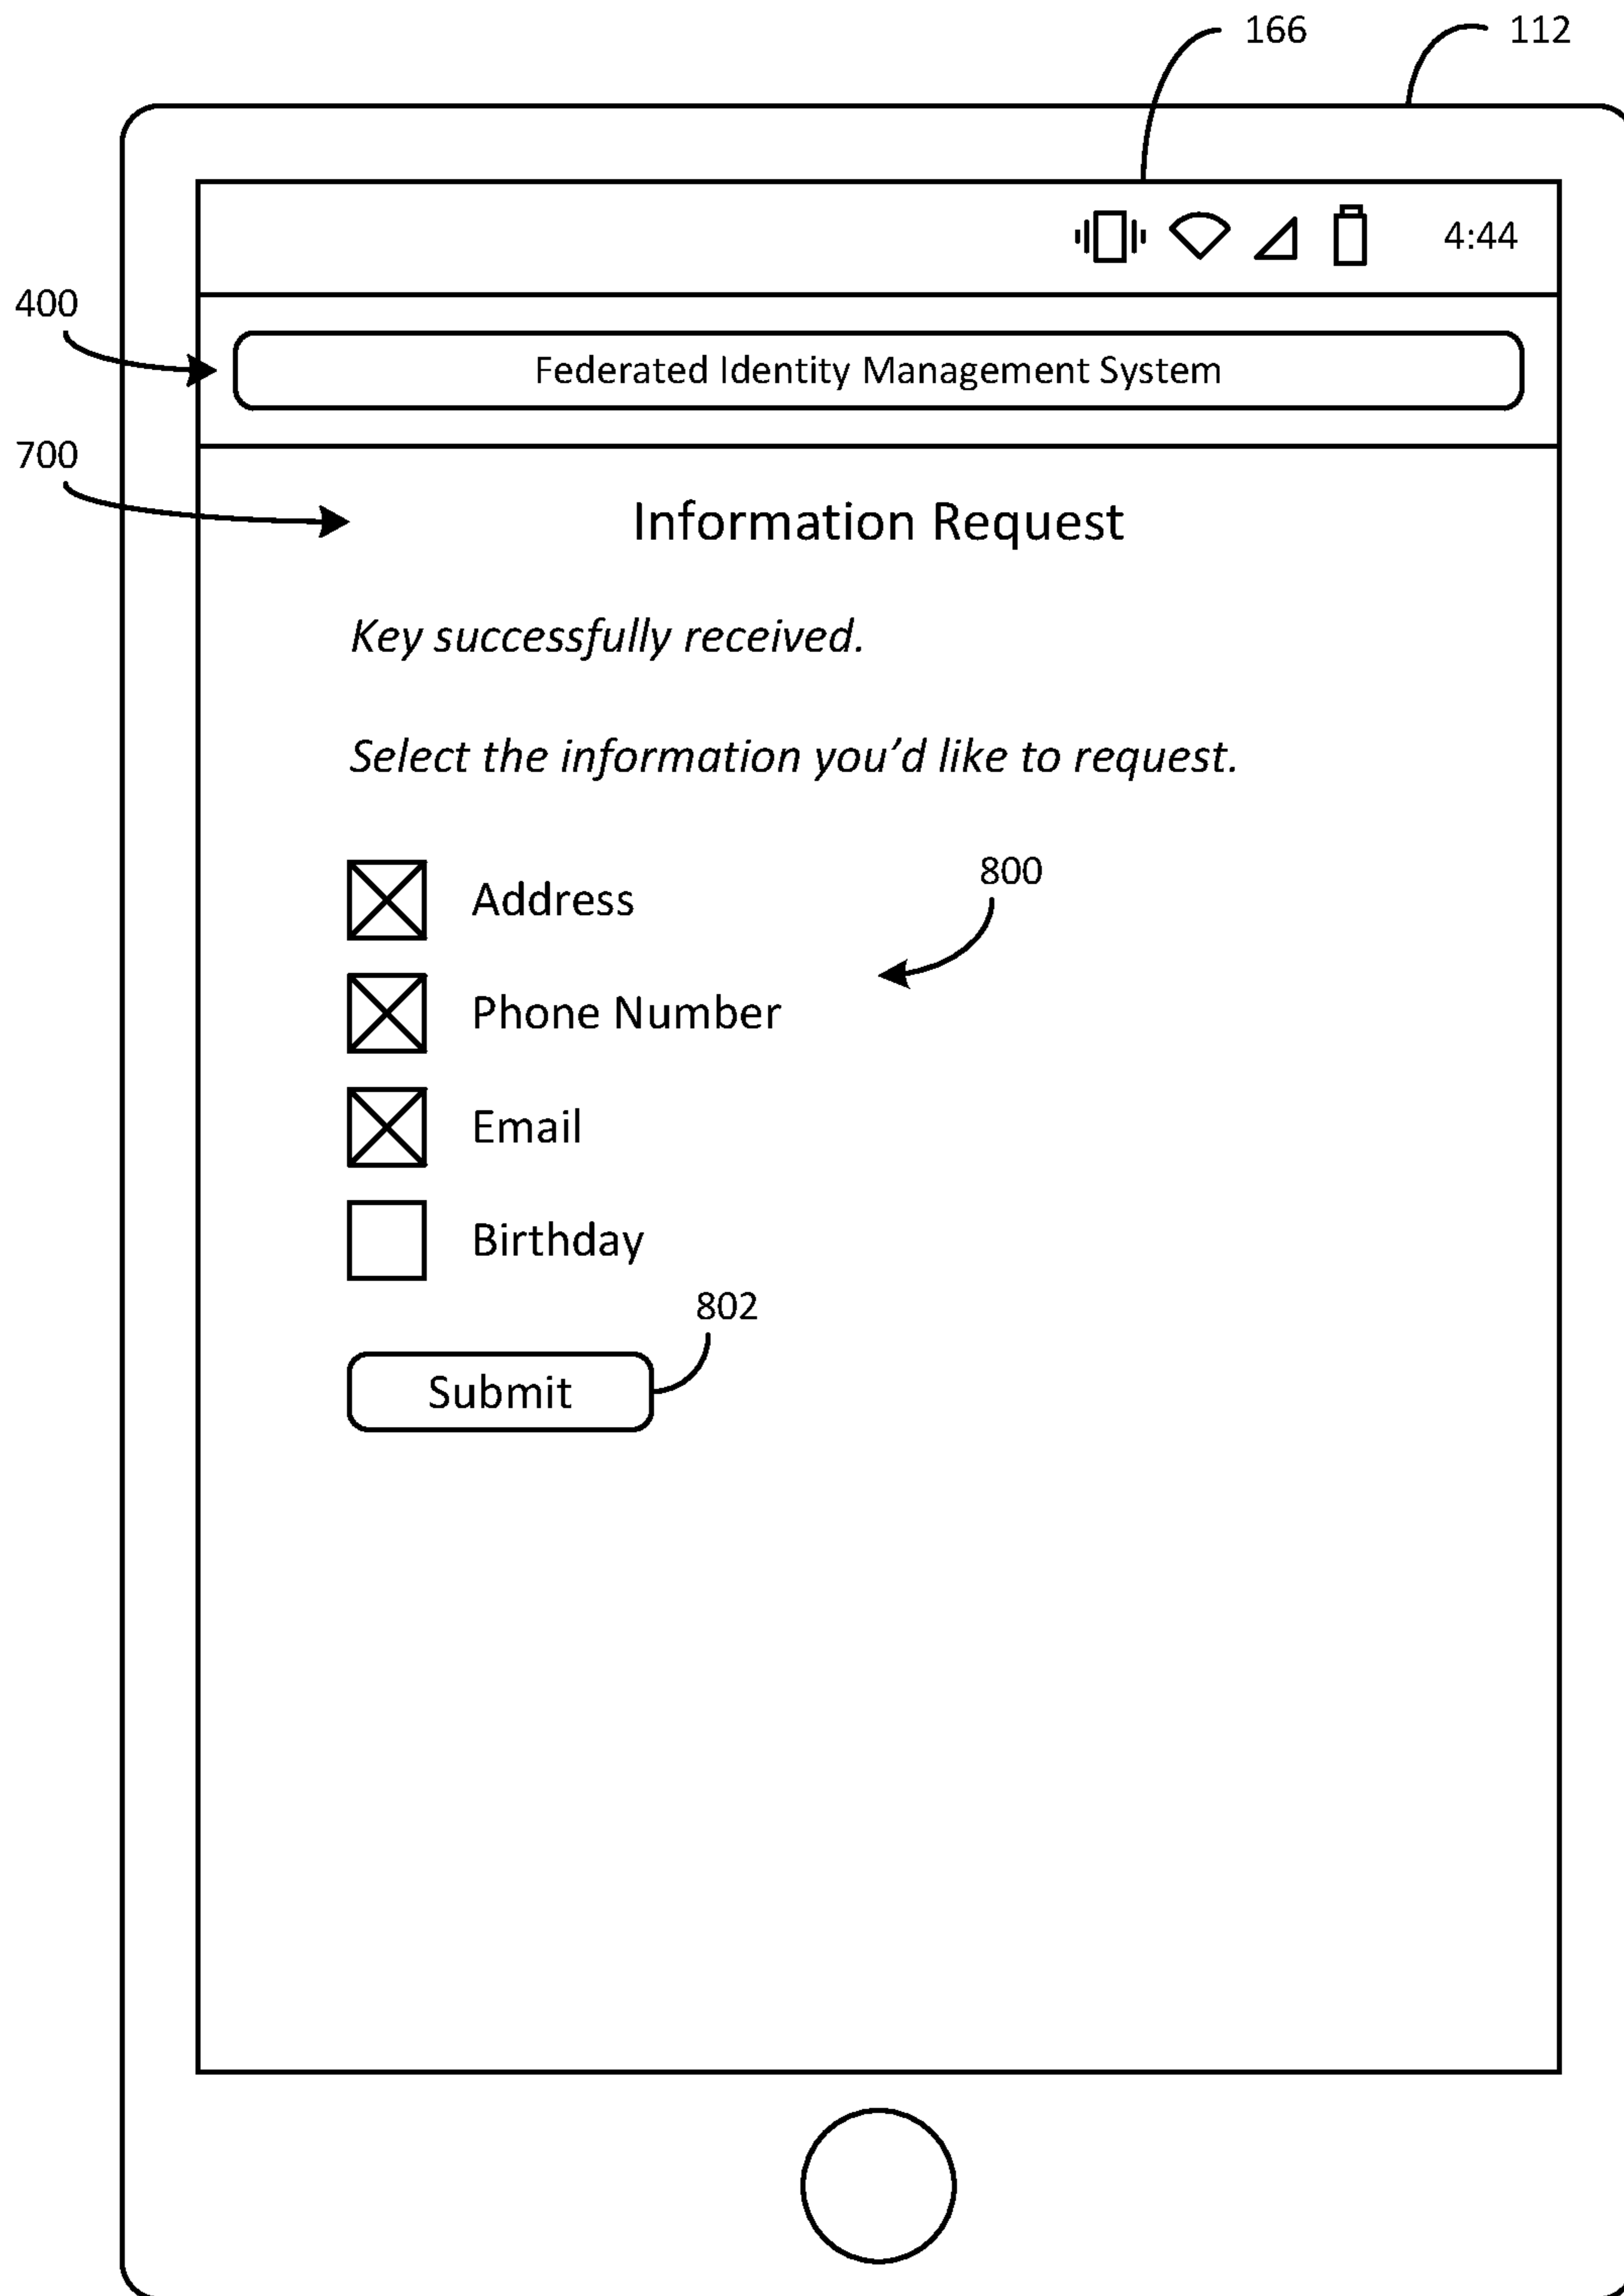 166
112
4:44
400
Federated Identity Management System
700
Information Request
Key successfully received.
Select the information you’d like to request.
800
Address
Phone Number
Email
Birthday
802
Submit